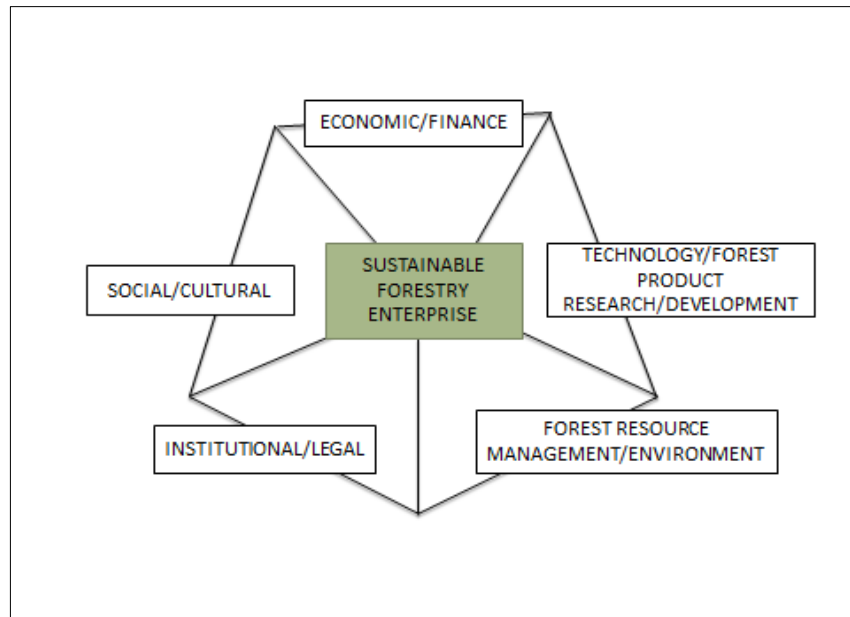 ECONOMIC/FINANCE
SUSTAINABLE
FORESTRY
ENTERPRISE
TECHNOLOGY/FOREST
PRODUCT
RESEARCH/DEVELOPMENT
SOCIAL/CULTURAL
INSTITUTIONAL/LEGAL
FOREST RESOURCE
MANAGEMENT/ENVIRONMENT